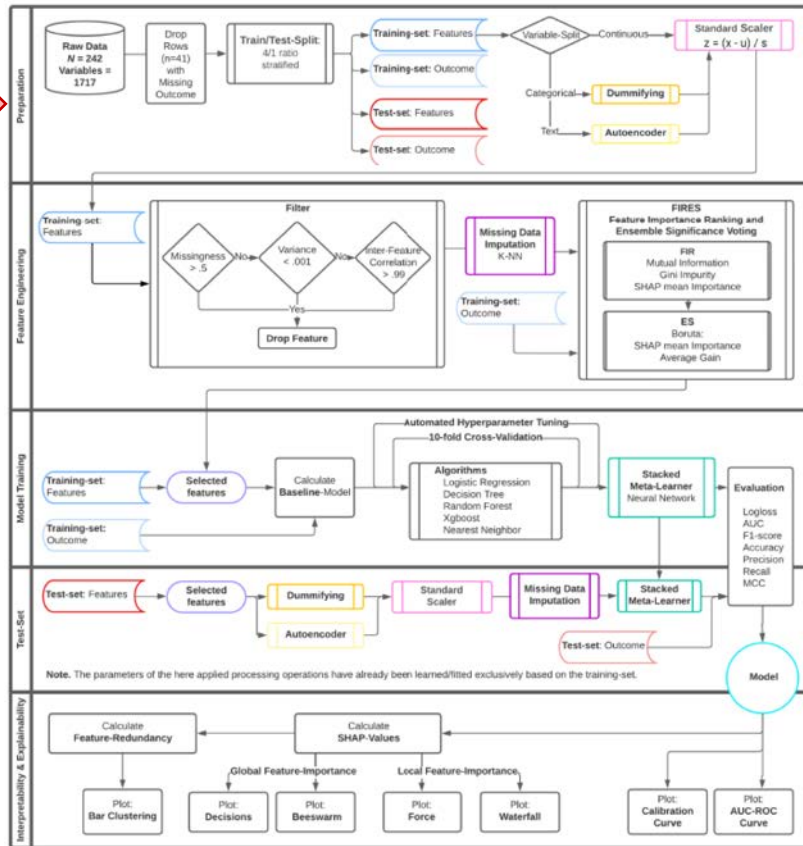 Preparation
Raw Data
N = 242
Variables =
1717
Drop
Rows
(n=41)
with
Missing
Outcome
Train/Test-Split:
4/1 ratio
stratified
Training-set: Features
Training-set: Outcome
Test-set: Features
Test-set: Outcome
Variable-Split
Continuous
Categorical
Text
Standard Scaler
z = (x - u) / s
Dummifying
Autoencoder
Feature Engineering
Training-set:
Features
Filter
Missingness
> .5
No
Variance
< .001
No
Inter-Feature
Correlation
> .99
Yes
Drop Feature
Missing Data
Imputation
K-NN
Training-set:
Outcome
FIRES
Feature Importance Ranking and
Ensemble Significance Voting
FIR
Mutual Information
Gini Impurity
SHAP mean Importance
ES
Boruta:
SHAP mean Importance
Average Gain
Model Training
Automated Hyperparameter Tuning
10-fold Cross-Validation
Training-set:
Features
Training-set:
Outcome
Selected
features
Calculate
Baseline-Model
Algorithms
Logistic Regression
Decision Tree
Random Forest
Xgboost
Nearest Neighbor
Stacked
Meta-Learner
Neural Network
Evaluation
Logloss
AUC
F1-score
Accuracy
Precision
Recall
MCC
Test-Set
Test-set: Features
Selected
features
Dummifying
Autoencoder
Standard
Scaler
Missing Data
Imputation
Stacked
Meta-Learner
Test-set: Outcome
Note. The parameters of the here applied processing operations have already been learned/fitted exclusively based on the training-set.
Model
Interpretability & Explainability
Calculate
Feature-Redundancy
Calculate
SHAP-Values
Global Feature-Importance
Local Feature-Importance
Plot:
Bar Clustering
Plot:
Decisions
Plot:
Beeswarm
Plot:
Force
Plot:
Waterfall
Plot:
Calibration
Curve
Plot:
AUC-ROC
Curve